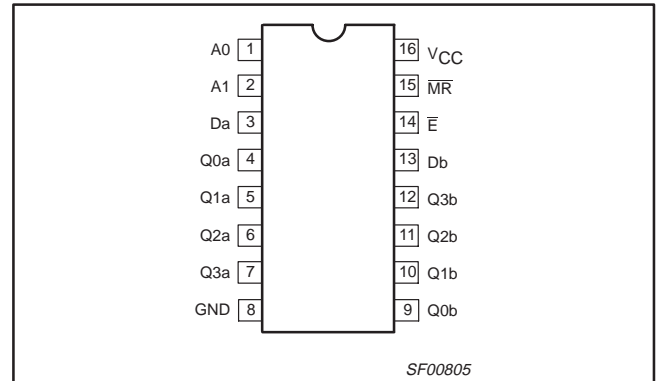 A0 1 16 VCC
A1 2 15 M̅R̅
Da 3 14 E̅
Q0a 4 13 Db
Q1a 5 12 Q3b
Q2a 6 11 Q2b
Q3a 7 10 Q1b
GND 8 9 Q0b
SF00805